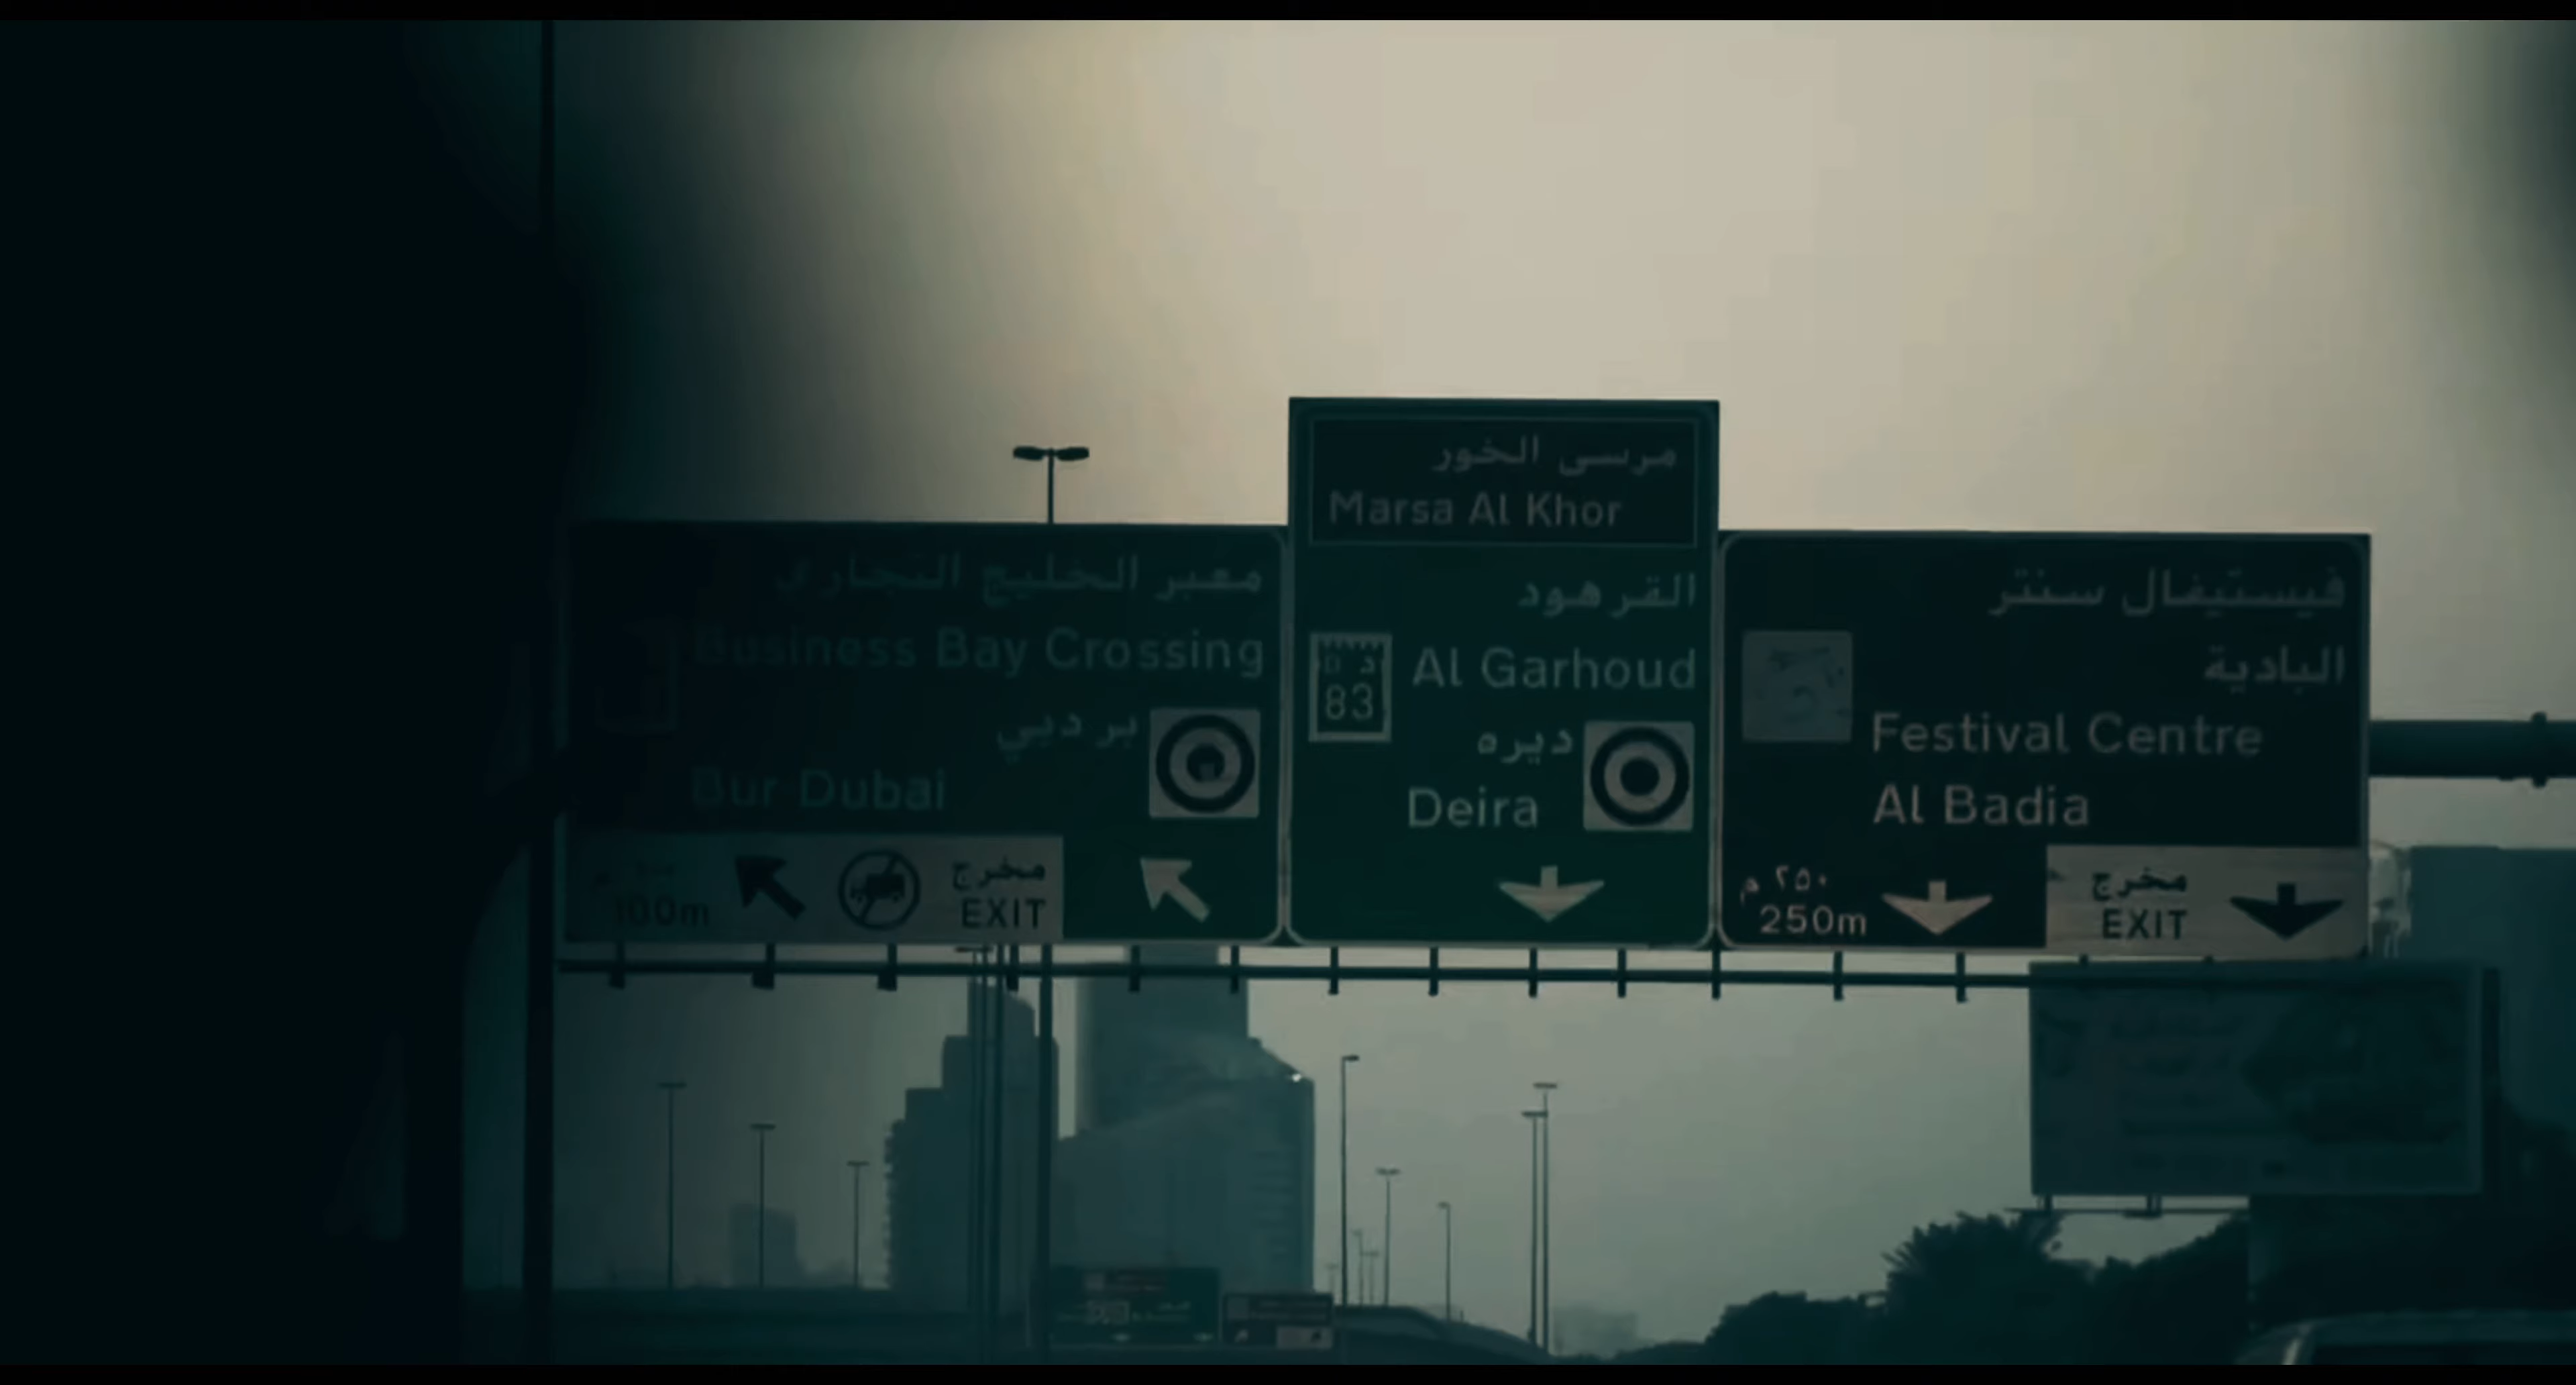 معبر الخليج التجاري
Business Bay Crossing
بر دبي
Bur Dubai
100m
مخرج
EXIT
مرسى الخور
Marsa Al Khor
القرهود
Al Garhoud
D د
83
ديره
Deira
فيستيفال سنتر
البادية
Festival Centre
Al Badia
٢٥٠ م
250m
مخرج
EXIT